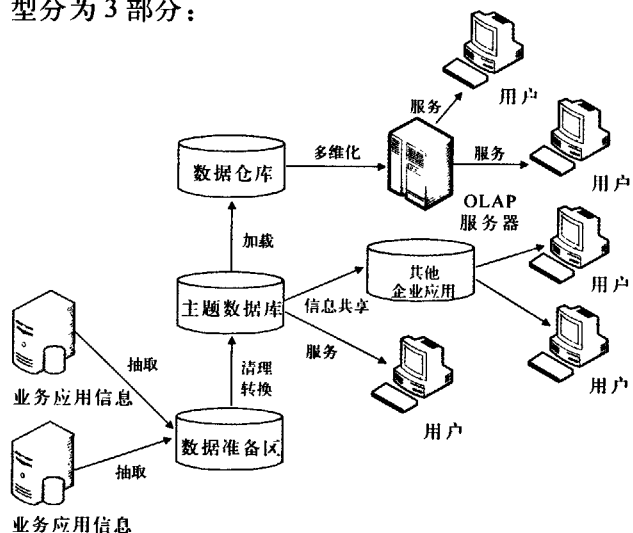 型分为3部分：
服务
用户
数据仓库
多维化
服务
用户
OLAP
服务器
加载
其他
企业应用
用户
主题数据库
信息共享
抽取
清理
转换
服务
用户
业务应用信息
数据准备区
用户
抽取
业务应用信息